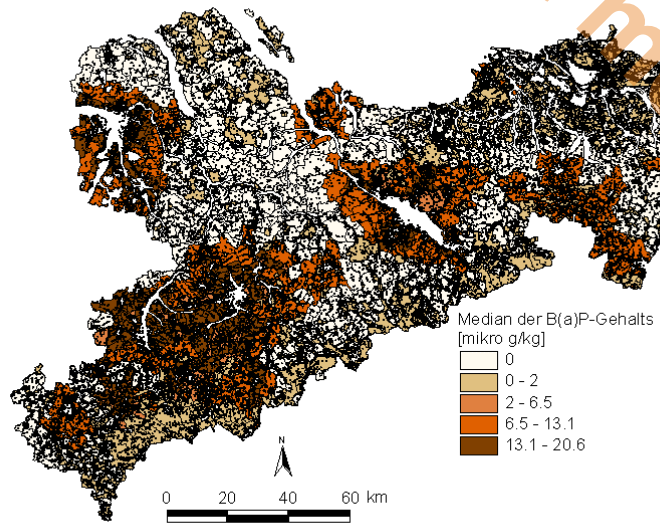 m
Median der B(a)P-Gehalts
[mikro g/kg]
0
0 - 2
2 - 6.5
6.5 - 13.1
13.1 - 20.6
N
0 20 40 60 km